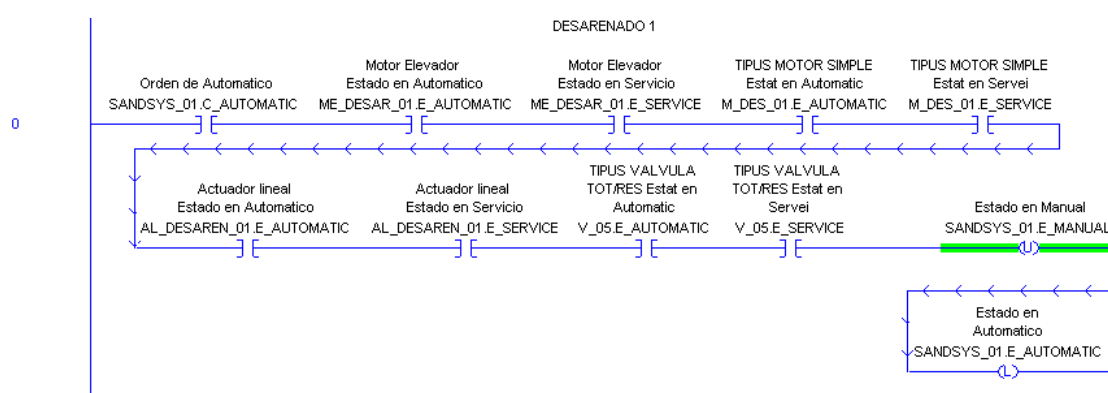 DESARENADO 1
Orden de Automatico
SANDSYS_01.C_AUTOMATIC
Motor Elevador
Estado en Automatico
ME_DESAR_01.E_AUTOMATIC
Motor Elevador
Estado en Servicio
ME_DESAR_01.E_SERVICE
TIPUS MOTOR SIMPLE
Estat en Automatic
M_DES_01.E_AUTOMATIC
TIPUS MOTOR SIMPLE
Estat en Servei
M_DES_01.E_SERVICE
0
Actuador lineal
Estado en Automatico
AL_DESAREN_01.E_AUTOMATIC
Actuador lineal
Estado en Servicio
AL_DESAREN_01.E_SERVICE
TIPUS VALVULA
TOT/RES Estat en
Automatic
V_05.E_AUTOMATIC
TIPUS VALVULA
TOT/RES Estat en
Servei
V_05.E_SERVICE
Estado en Manual
SANDSYS_01.E_MANUAL
U
Estado en
Automatico
SANDSYS_01.E_AUTOMATIC
L